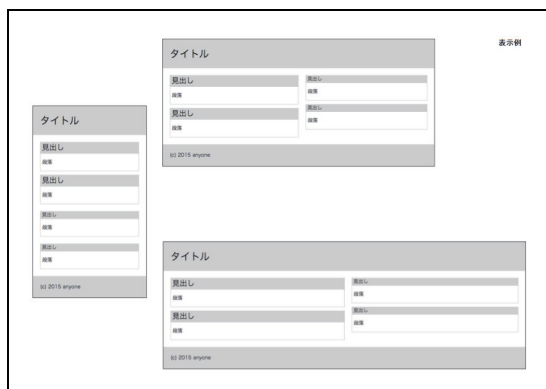 表示例
タイトル
見出し
段落
見出し
段落
見出し
段落
見出し
段落
(c) 2015 anyone
タイトル
見出し
段落
見出し
段落
見出し
段落
見出し
段落
(c) 2015 anyone
タイトル
見出し
段落
見出し
段落
見出し
段落
見出し
段落
(c) 2015 anyone